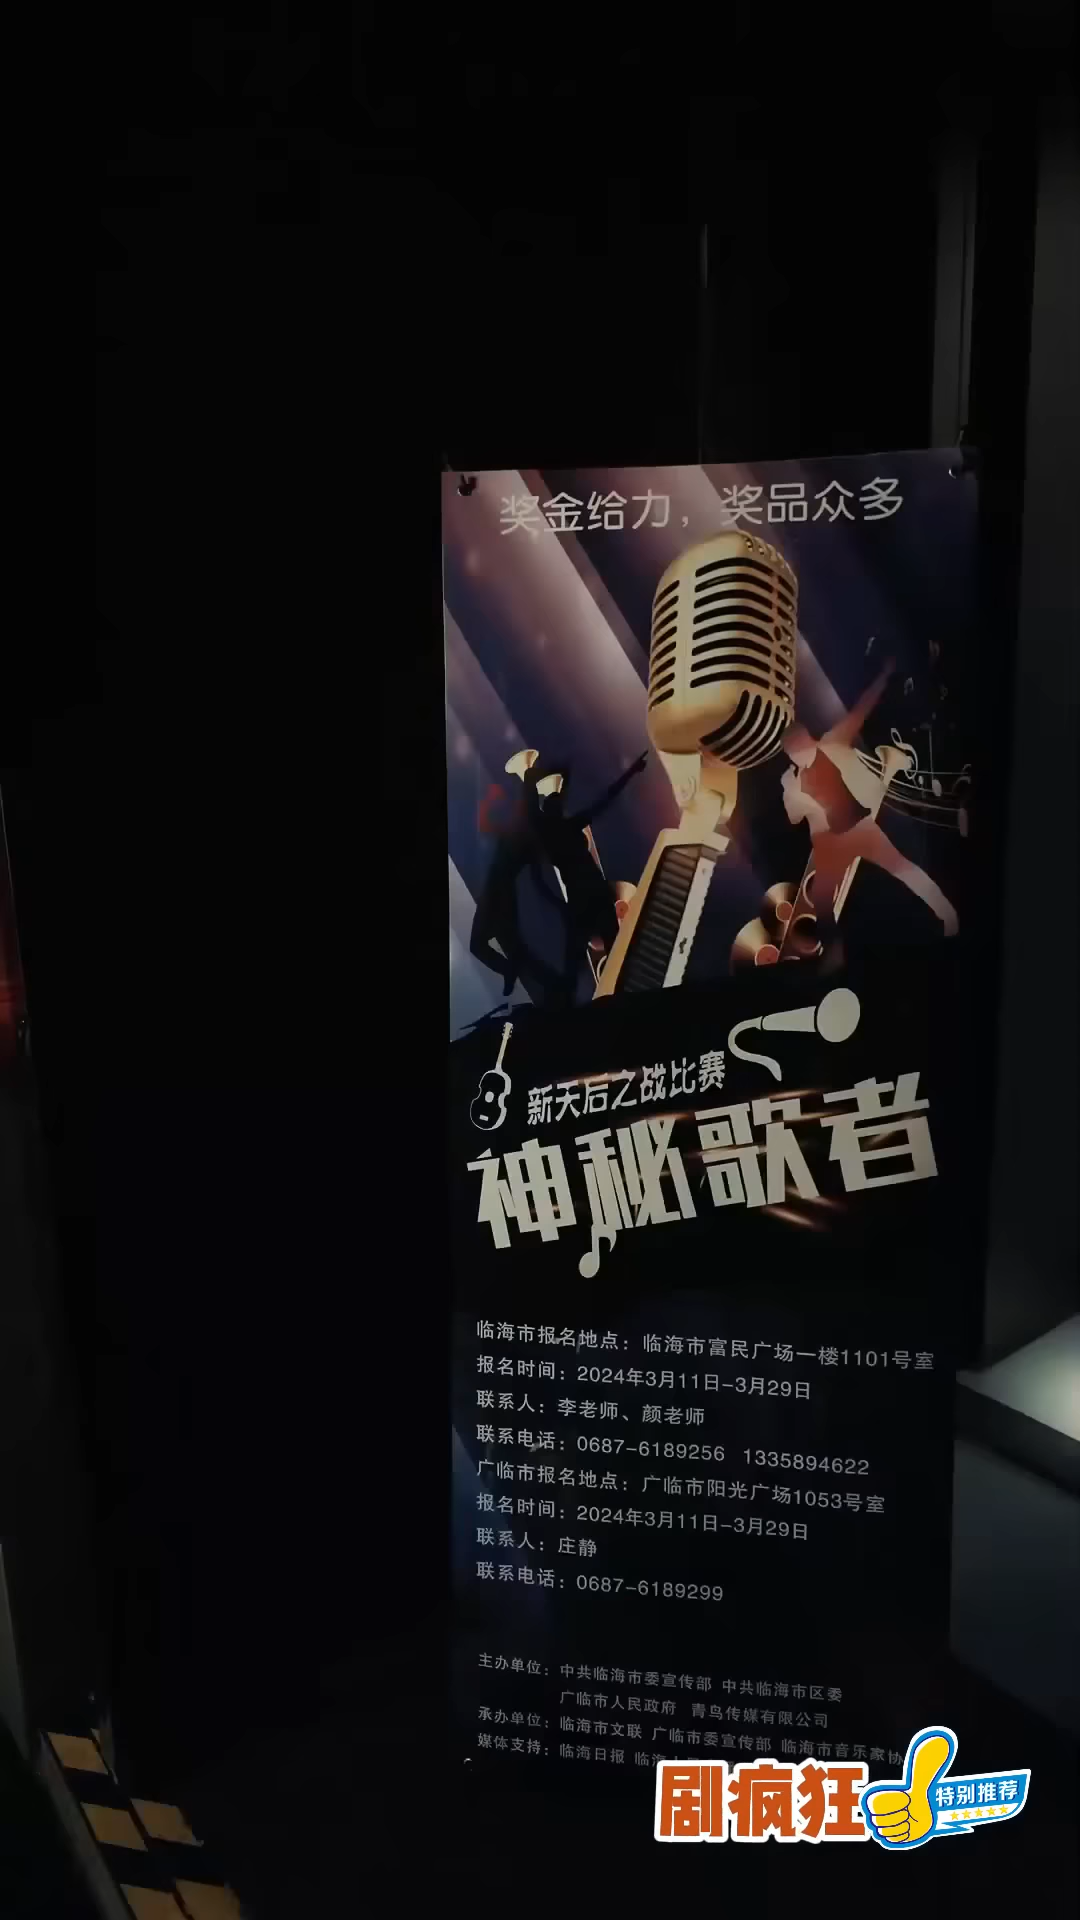 奖金给力，奖品众多
新天后之战比赛
神秘歌者
临海市报名地点：临海市富民广场一楼1101号室
报名时间：2024年3月11日-3月29日
联系人：李老师、颜老师
联系电话：0687-6189256 1335894622
广临市报名地点：广临市阳光广场1053号室
报名时间：2024年3月11日-3月29日
联系人：庄静
联系电话：0687-6189299
主办单位：中共临海市委宣传部 中共临海市区委
广临市人民政府 青鸟传媒有限公司
承办单位：临海市文联 广临市委宣传部 临海市音乐家协
媒体支持：临海日报 临海
剧疯狂
特别推荐